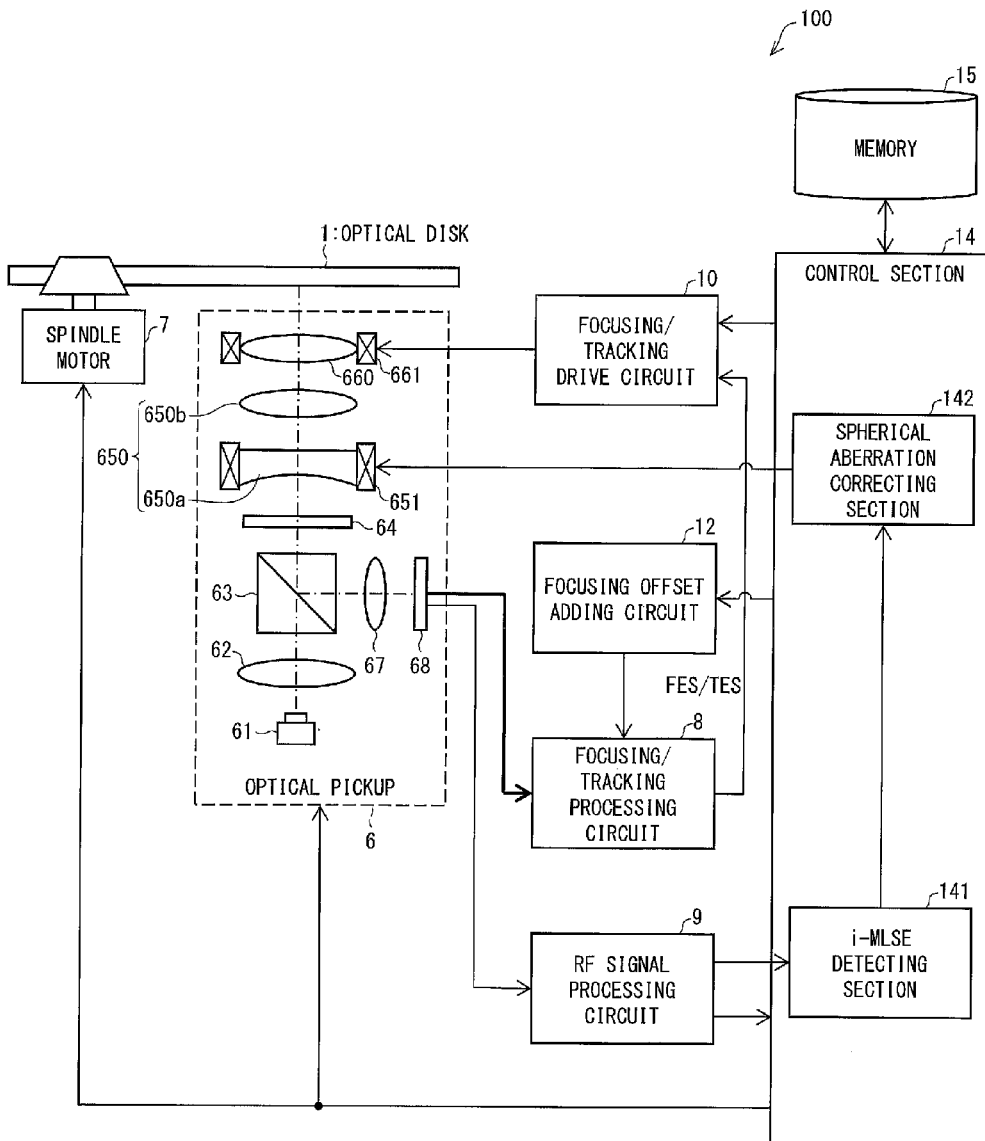 100
15
MEMORY
14
CONTROL SECTION
1:OPTICAL DISK
7
SPINDLE
MOTOR
10
FOCUSING/
TRACKING
DRIVE CIRCUIT
660
661
650b
650
650a
651
142
SPHERICAL
ABERRATION
CORRECTING
SECTION
64
12
FOCUSING OFFSET
ADDING CIRCUIT
63
67
68
62
FES/TES
61
8
FOCUSING/
TRACKING
PROCESSING
CIRCUIT
OPTICAL PICKUP
6
141
i-MLSE
DETECTING
SECTION
9
RF SIGNAL
PROCESSING
CIRCUIT